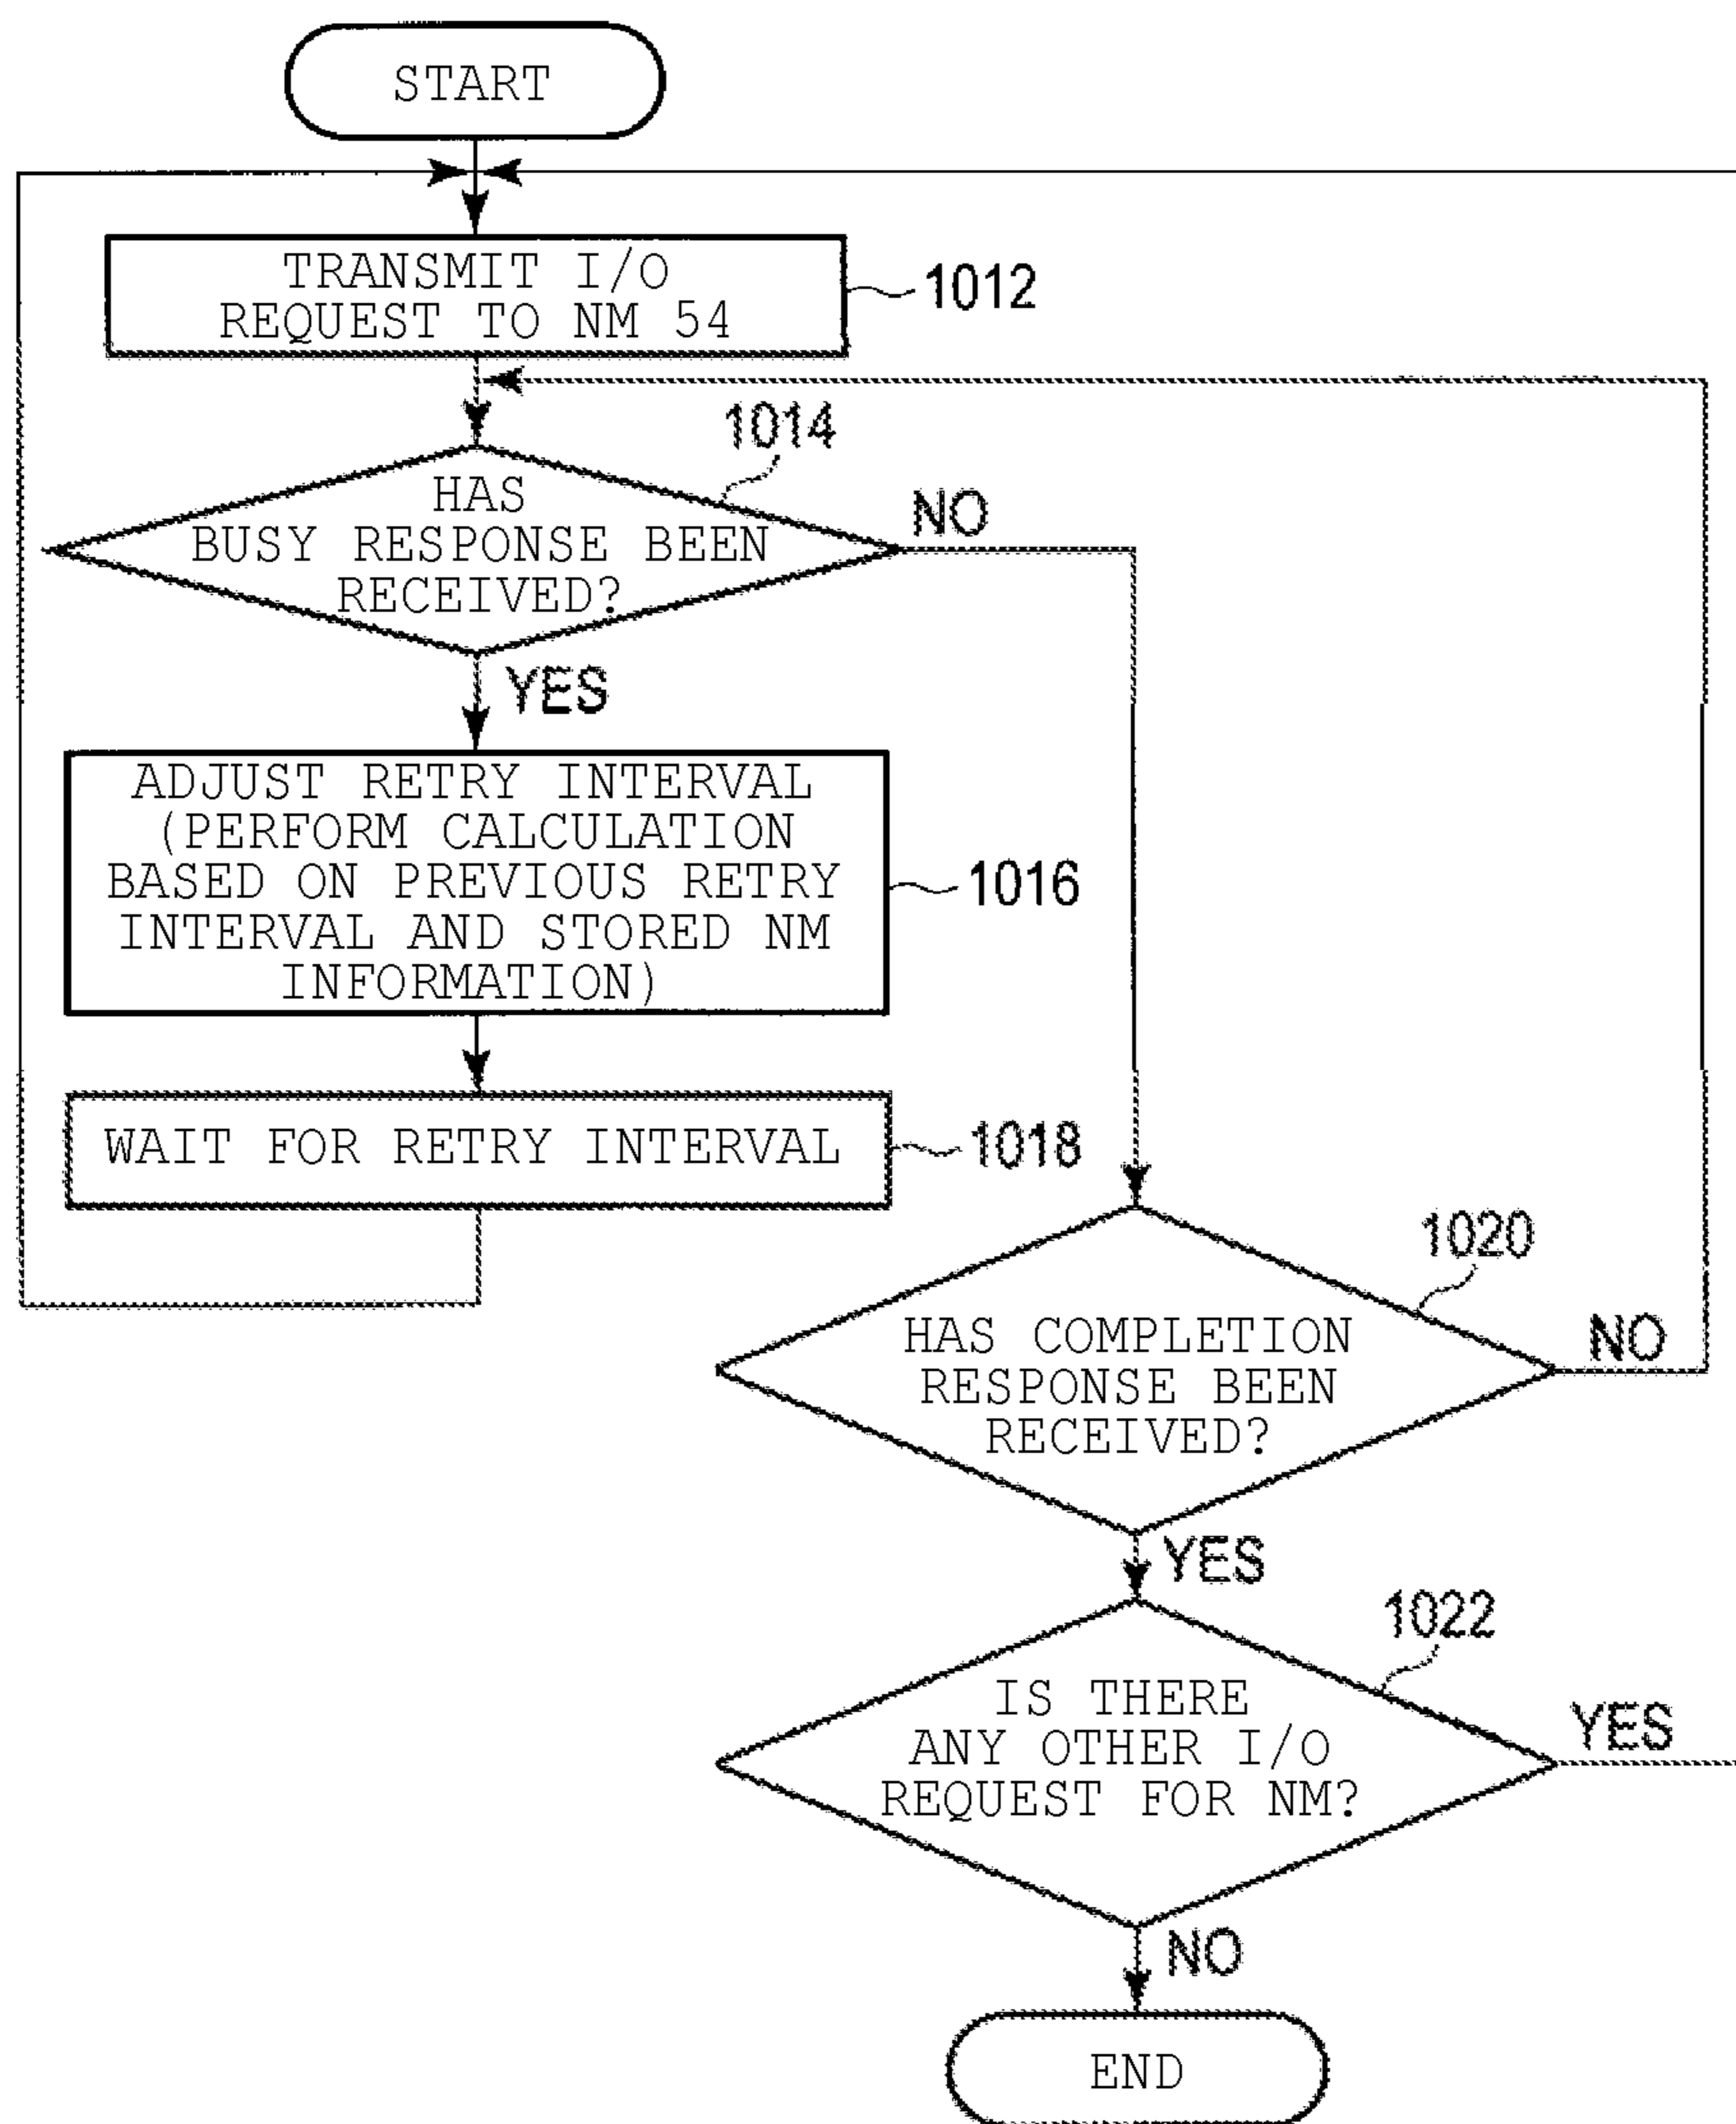 START
TRANSMIT I/O
REQUEST TO NM 54
1012
1014
HAS
BUSY RESPONSE BEEN
RECEIVED?
NO
YES
ADJUST RETRY INTERVAL
(PERFORM CALCULATION
BASED ON PREVIOUS RETRY
INTERVAL AND STORED NM
INFORMATION)
1016
WAIT FOR RETRY INTERVAL
1018
1020
HAS COMPLETION
RESPONSE BEEN
RECEIVED?
NO
YES
1022
IS THERE
ANY OTHER I/O
REQUEST FOR NM?
YES
NO
END